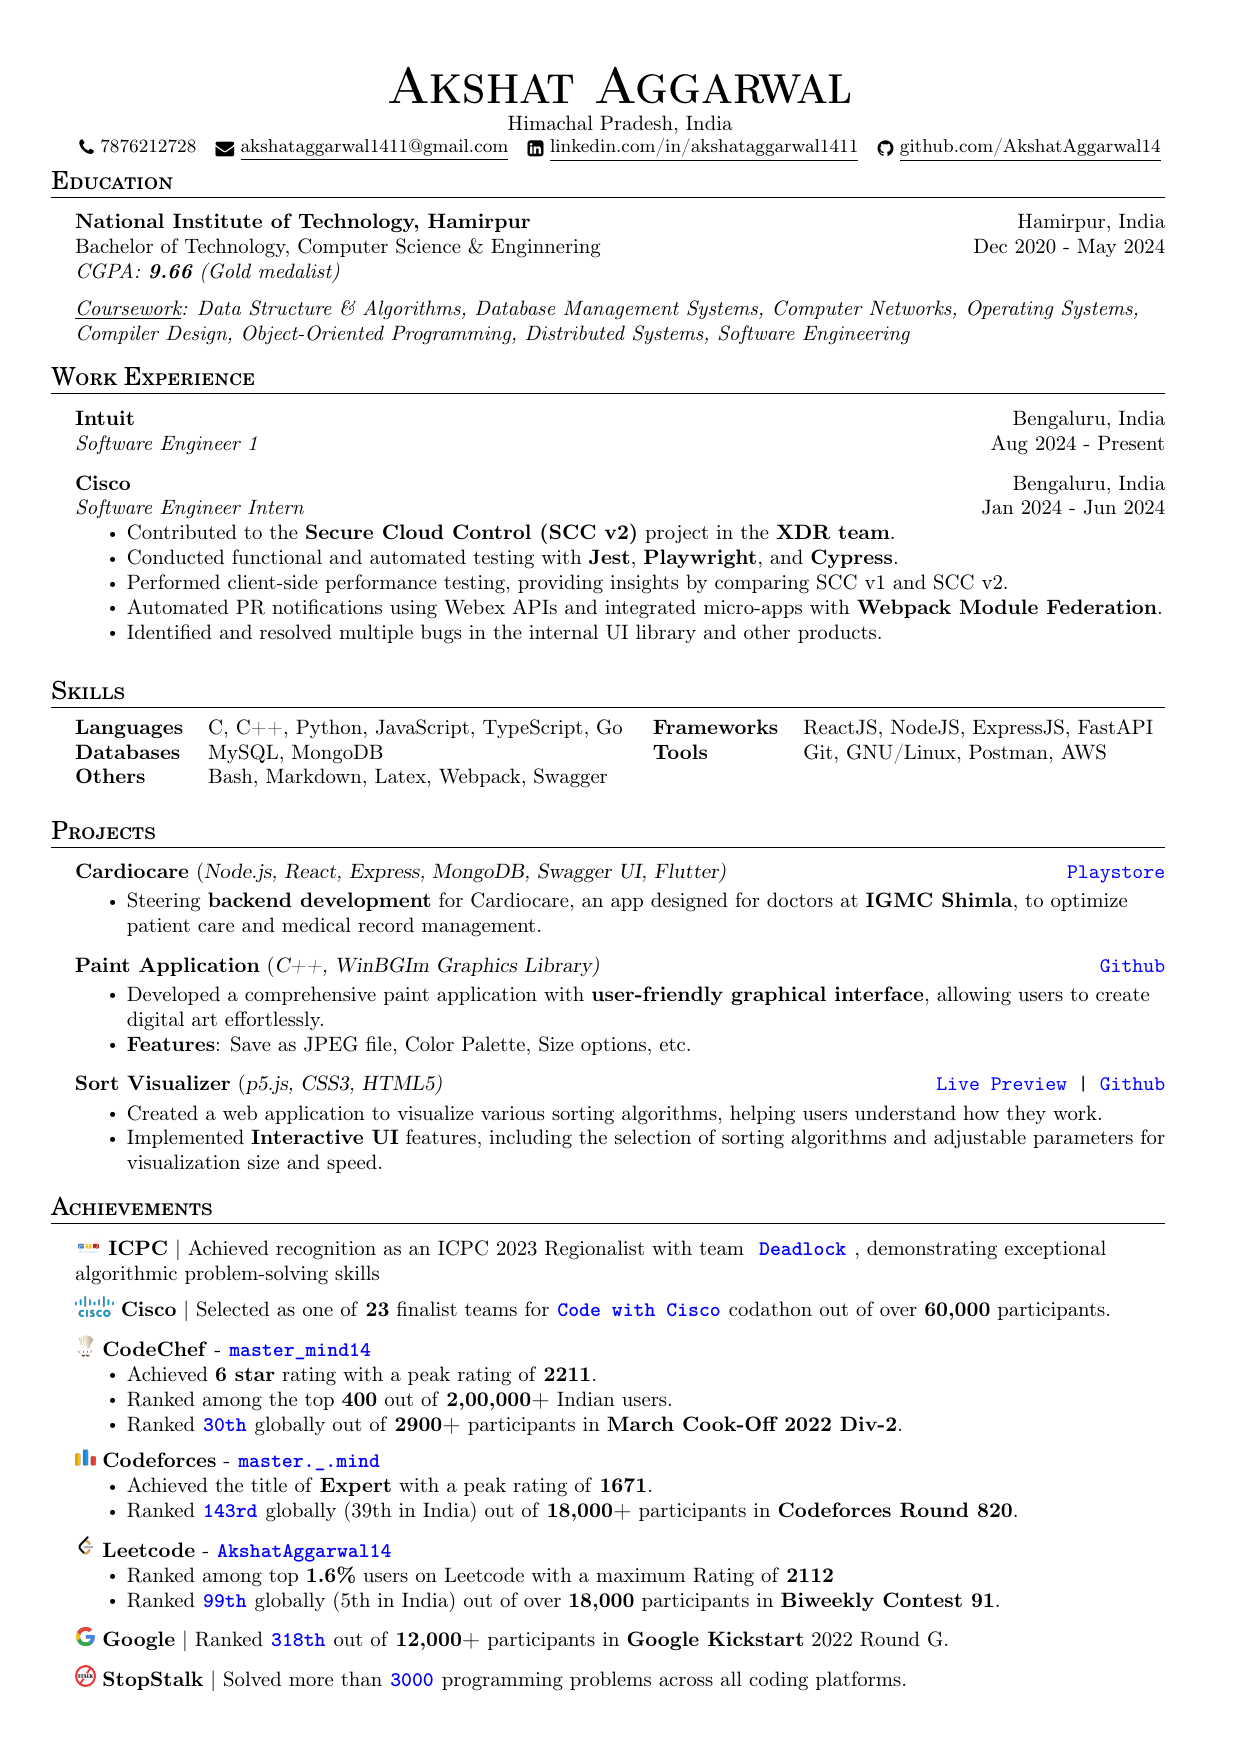 Akshat Aggarwal
Himachal Pradesh, India
7876212728 akshataggarwal1411@gmail.com linkedin.com/in/akshataggarwal1411 github.com/AkshatAggarwal14
Education
National Institute of Technology, Hamirpur Hamirpur, India
Bachelor of Technology, Computer Science & Enginnering Dec 2020 - May 2024
CGPA: 9.66 (Gold medalist)
Coursework: Data Structure & Algorithms, Database Management Systems, Computer Networks, Operating Systems,
Compiler Design, Object-Oriented Programming, Distributed Systems, Software Engineering
Work Experience
Intuit Bengaluru, India
Software Engineer 1 Aug 2024 - Present
Cisco Bengaluru, India
Software Engineer Intern Jan 2024 - Jun 2024
• Contributed to the Secure Cloud Control (SCC v2) project in the XDR team.
• Conducted functional and automated testing with Jest, Playwright, and Cypress.
• Performed client-side performance testing, providing insights by comparing SCC v1 and SCC v2.
• Automated PR notifications using Webex APIs and integrated micro-apps with Webpack Module Federation.
• Identified and resolved multiple bugs in the internal UI library and other products.
Skills
Languages C, C++, Python, JavaScript, TypeScript, Go Frameworks ReactJS, NodeJS, ExpressJS, FastAPI
Databases MySQL, MongoDB Tools Git, GNU/Linux, Postman, AWS
Others Bash, Markdown, Latex, Webpack, Swagger
Projects
Cardiocare (Node.js, React, Express, MongoDB, Swagger UI, Flutter) Playstore
• Steering backend development for Cardiocare, an app designed for doctors at IGMC Shimla, to optimize
patient care and medical record management.
Paint Application (C++, WinBGIm Graphics Library) Github
• Developed a comprehensive paint application with user-friendly graphical interface, allowing users to create
digital art effortlessly.
• Features: Save as JPEG file, Color Palette, Size options, etc.
Sort Visualizer (p5.js, CSS3, HTML5) Live Preview | Github
• Created a web application to visualize various sorting algorithms, helping users understand how they work.
• Implemented Interactive UI features, including the selection of sorting algorithms and adjustable parameters for
visualization size and speed.
Achievements
ICPC | Achieved recognition as an ICPC 2023 Regionalist with team Deadlock , demonstrating exceptional
algorithmic problem-solving skills
CISCO Cisco | Selected as one of 23 finalist teams for Code with Cisco codathon out of over 60,000 participants.
CodeChef - master_mind14
• Achieved 6 star rating with a peak rating of 2211.
• Ranked among the top 400 out of 2,00,000+ Indian users.
• Ranked 30th globally out of 2900+ participants in March Cook-Off 2022 Div-2.
Codeforces - master._.mind
• Achieved the title of Expert with a peak rating of 1671.
• Ranked 143rd globally (39th in India) out of 18,000+ participants in Codeforces Round 820.
Leetcode - AkshatAggarwal14
• Ranked among top 1.6% users on Leetcode with a maximum Rating of 2112
• Ranked 99th globally (5th in India) out of over 18,000 participants in Biweekly Contest 91.
Google | Ranked 318th out of 12,000+ participants in Google Kickstart 2022 Round G.
StopStalk | Solved more than 3000 programming problems across all coding platforms.